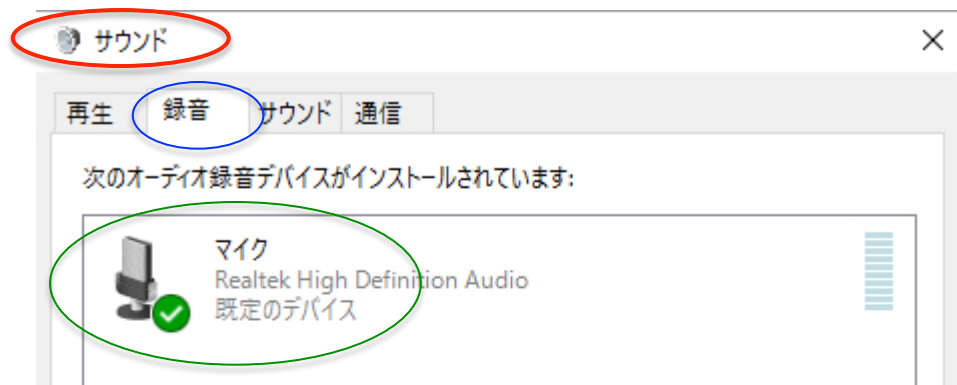 サウンド
再生 録音 サウンド 通信
次のオーディオ録音デバイスがインストールされています:
マイク
Realtek High Definition Audio
既定のデバイス